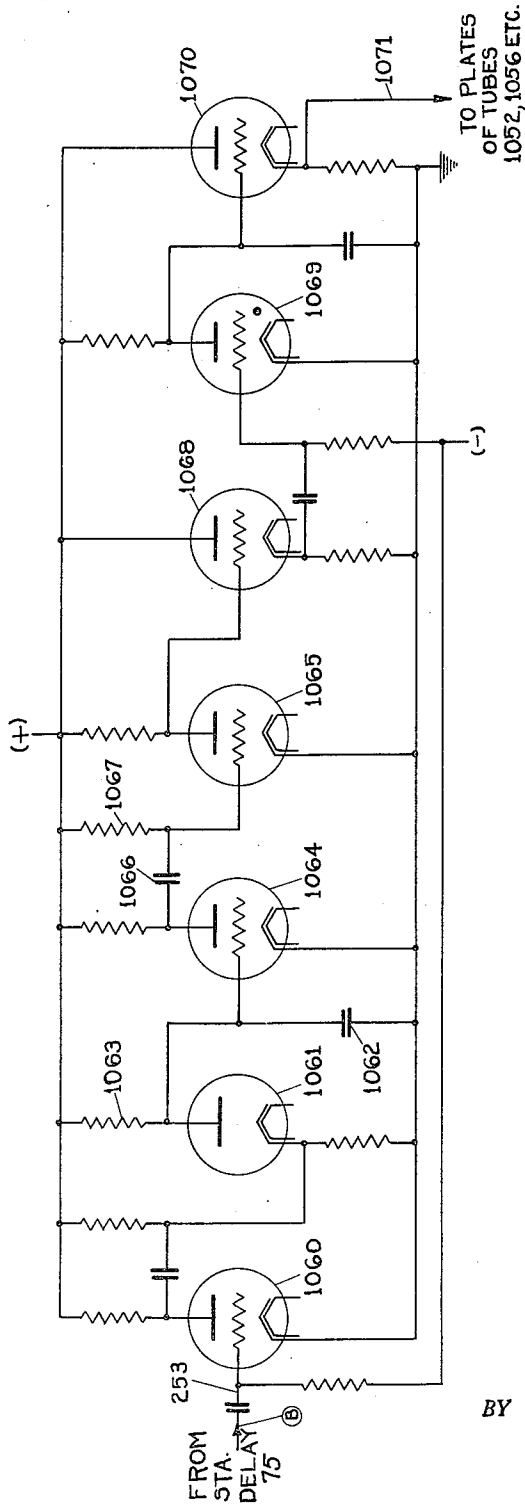 FROM
STA.
DELAY
75
B
253
1060
1061
1062
1063
1064
1065
1066
1067
(+)
1068
1069
(-)
1070
1071
TO PLATES
OF TUBES
1052, 1056 ETC.
BY